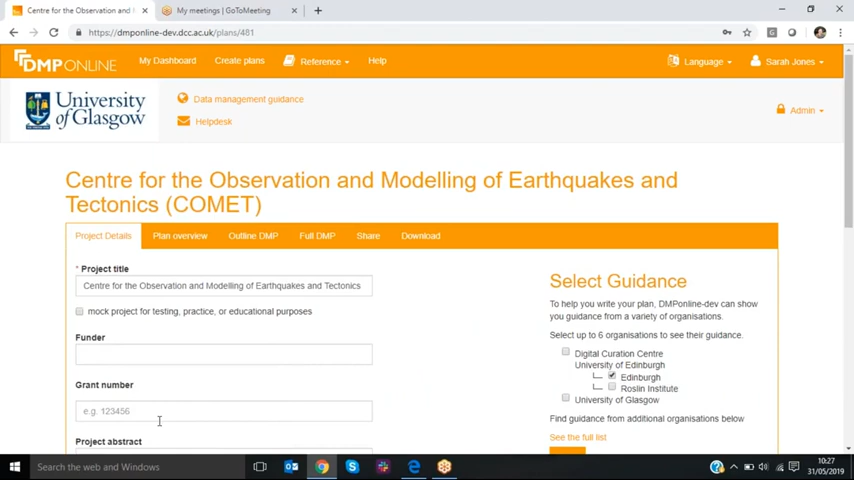 Centre for the Observation and M
My meetings | GoToMeeting
https://dmponline-dev.dcc.ac.uk/plans/481
DMPONLINE
My Dashboard
Create plans
Reference
Help
Language
Sarah Jones
University
of Glasgow
Data management guidance
Helpdesk
Admin
Centre for the Observation and Modelling of Earthquakes and
Tectonics (COMET)
Project Details
Plan overview
Outline DMP
Full DMP
Share
Download
* Project title
Centre for the Observation and Modelling of Earthquakes and Tectonics
mock project for testing, practice, or educational purposes
Funder
Grant number
e.g. 123456
Project abstract
Select Guidance
To help you write your plan, DMPonline-dev can show
you guidance from a variety of organisations.
Select up to 6 organisations to see their guidance.
Digital Curation Centre
University of Edinburgh
Edinburgh
Roslin Institute
University of Glasgow
Find guidance from additional organisations below
See the full list
Search the web and Windows
10:27
31/05/2019